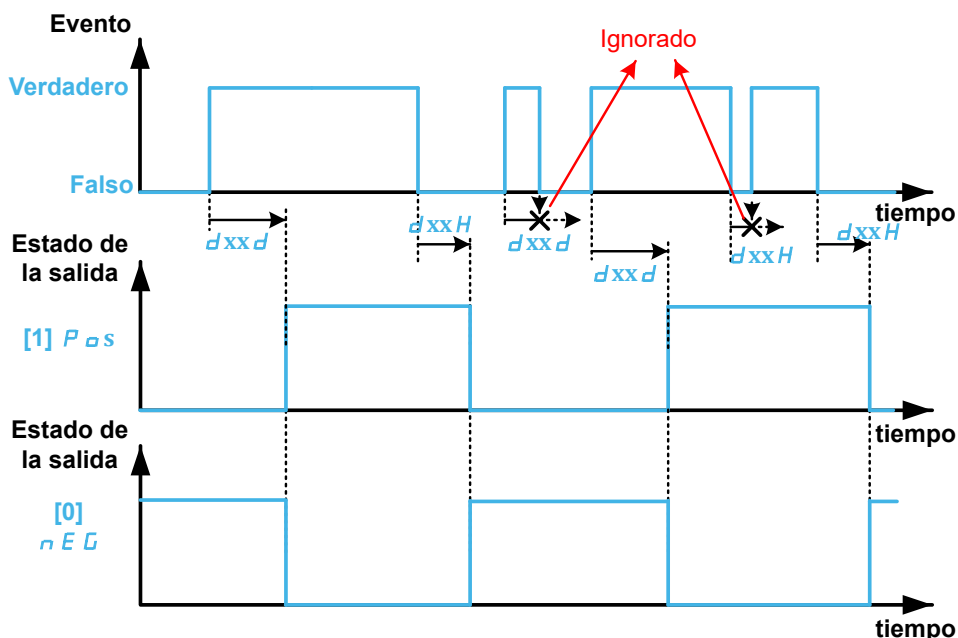 Evento
Ignorado
Verdadero
Falso
tiempo
dxxd
dxxH
dxxd
dxxd
dxxH
dxxH
Estado de
la salida
[1] Pos
tiempo
Estado de
la salida
[0]
nEG
tiempo